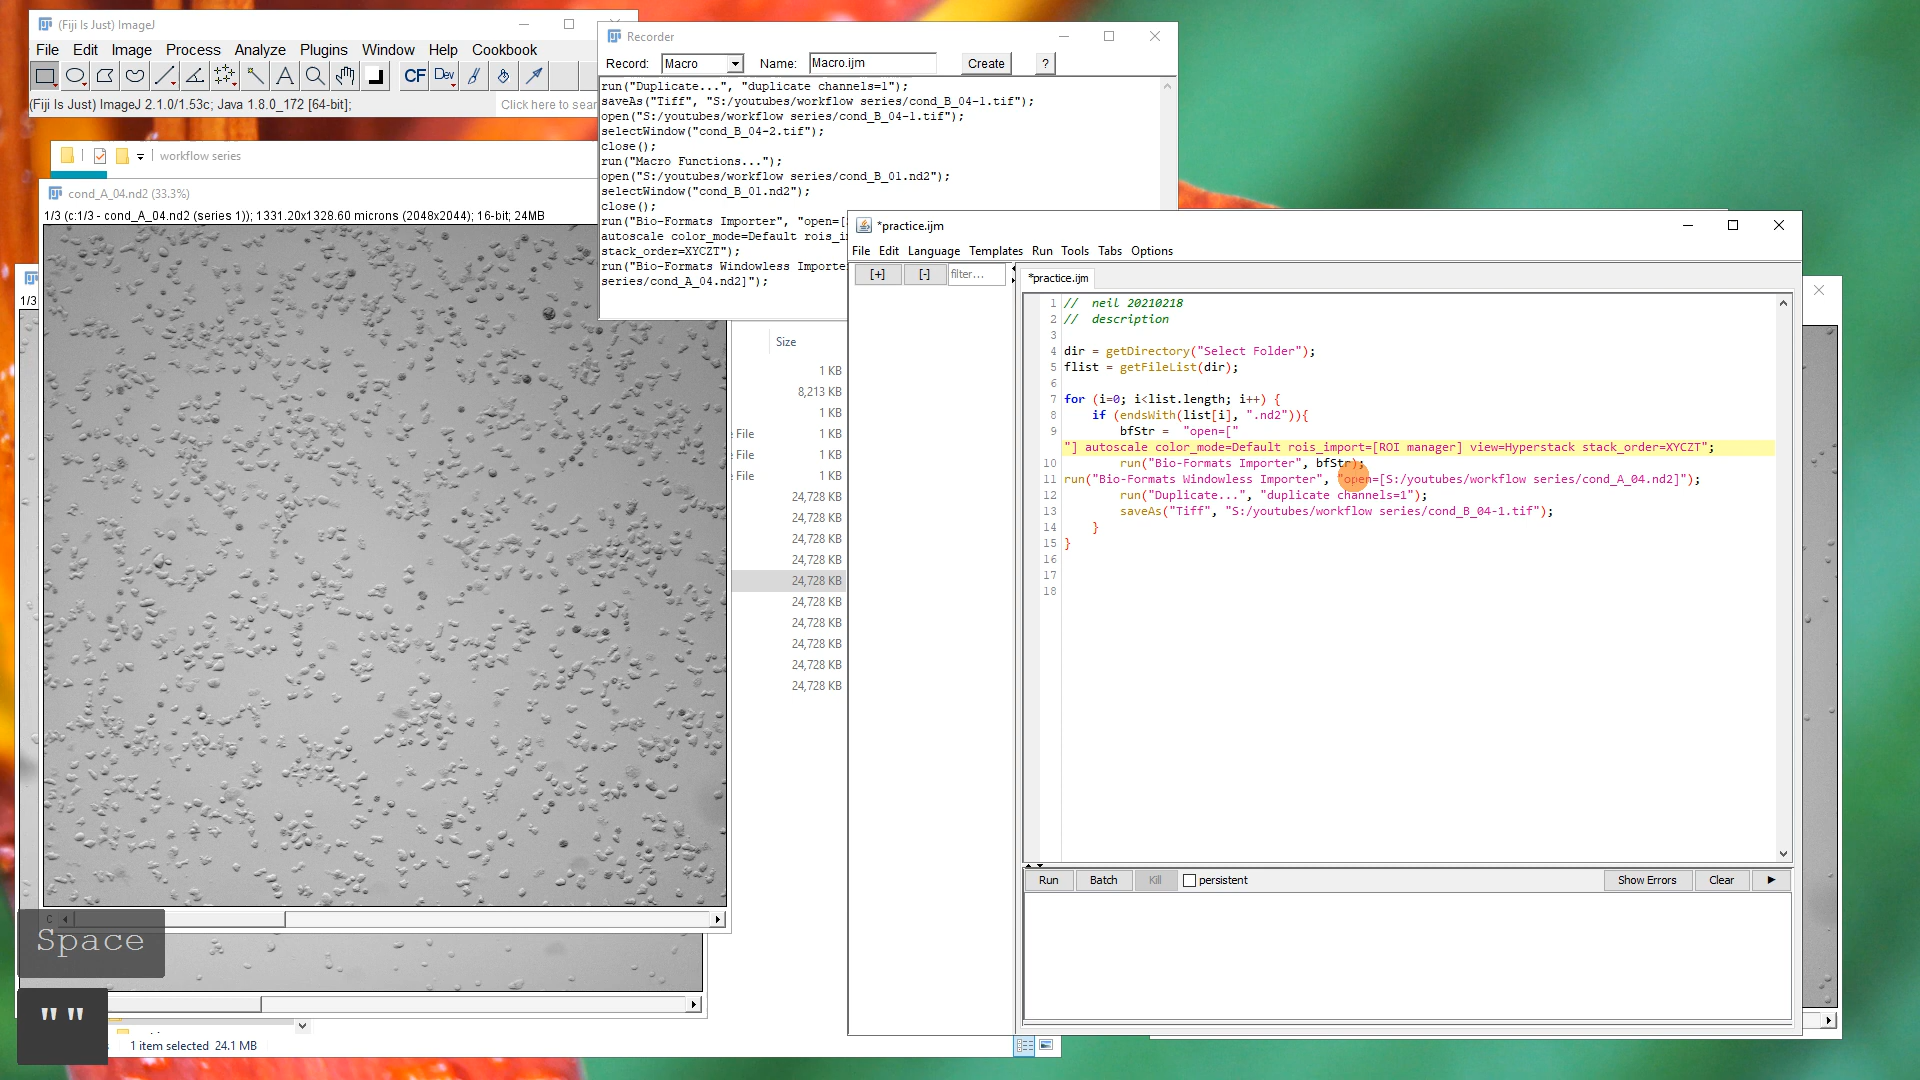 (Fiji Is Just) ImageJ
File Edit Image Process Analyze Plugins Window Help Cookbook
CF Dev
(Fiji Is Just) ImageJ 2.1.0/1.53c; Java 1.8.0_172 [64-bit];
Click here to sear
workflow series
cond_A_04.nd2 (33.3%)
1/3 (c:1/3 - cond_A_04.nd2 (series 1)); 1331.20x1328.60 microns (2048x2044); 16-bit; 24MB
1/3
Recorder
Record: Macro Name: Macro.ijm Create ?
run("Duplicate...", "duplicate channels=1");
saveAs("Tiff", "S:/youtubes/workflow series/cond_B_04-1.tif");
open("S:/youtubes/workflow series/cond_B_04-1.tif");
selectWindow("cond_B_04-2.tif");
close();
run("Macro Functions...");
open("S:/youtubes/workflow series/cond_B_01.nd2");
selectWindow("cond_B_01.nd2");
close();
run("Bio-Formats Importer", "open=[
autoscale color_mode=Default rois_i
stack_order=XYCZT");
run("Bio-Formats Windowless Importe
series/cond_A_04.nd2]");
Size
1 KB
8,213 KB
1 KB
File 1 KB
File 1 KB
File 1 KB
24,728 KB
24,728 KB
24,728 KB
24,728 KB
24,728 KB
24,728 KB
24,728 KB
24,728 KB
24,728 KB
24,728 KB
*practice.ijm
File Edit Language Templates Run Tools Tabs Options
[+] [-] filter...
*practice.ijm
1 // neil 20210218
2 // description
3
4 dir = getDirectory("Select Folder");
5 flist = getFileList(dir);
6
7 for (i=0; i<list.length; i++) {
8 if (endsWith(list[i], ".nd2")){
9 bfStr = "open=["
"] autoscale color_mode=Default rois_import=[ROI manager] view=Hyperstack stack_order=XYCZT";
10 run("Bio-Formats Importer", bfStr);
11 run("Bio-Formats Windowless Importer", "open=[S:/youtubes/workflow series/cond_A_04.nd2]");
12 run("Duplicate...", "duplicate channels=1");
13 saveAs("Tiff", "S:/youtubes/workflow series/cond_B_04-1.tif");
14 }
15 }
16
17
18
Run Batch Kill persistent Show Errors Clear
C
Space
""
1 item selected 24.1 MB